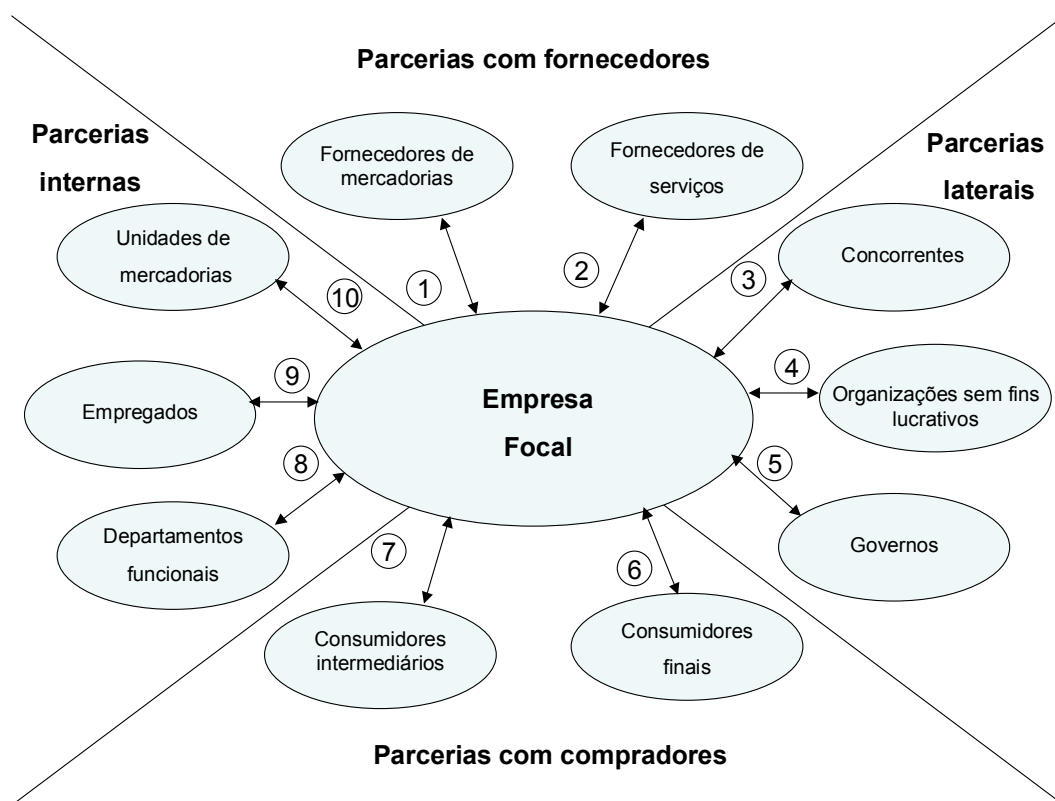 Parcerias com fornecedores
Parcerias
internas
Parcerias
laterais
Fornecedores de
mercadorias
Fornecedores de
serviços
Unidades de
mercadorias
Concorrentes
10
1
2
3
Empregados
9
Empresa
Focal
4
Organizações sem fins
lucrativos
8
5
Departamentos
funcionais
Governos
7
6
Consumidores
intermediários
Consumidores
finais
Parcerias com compradores